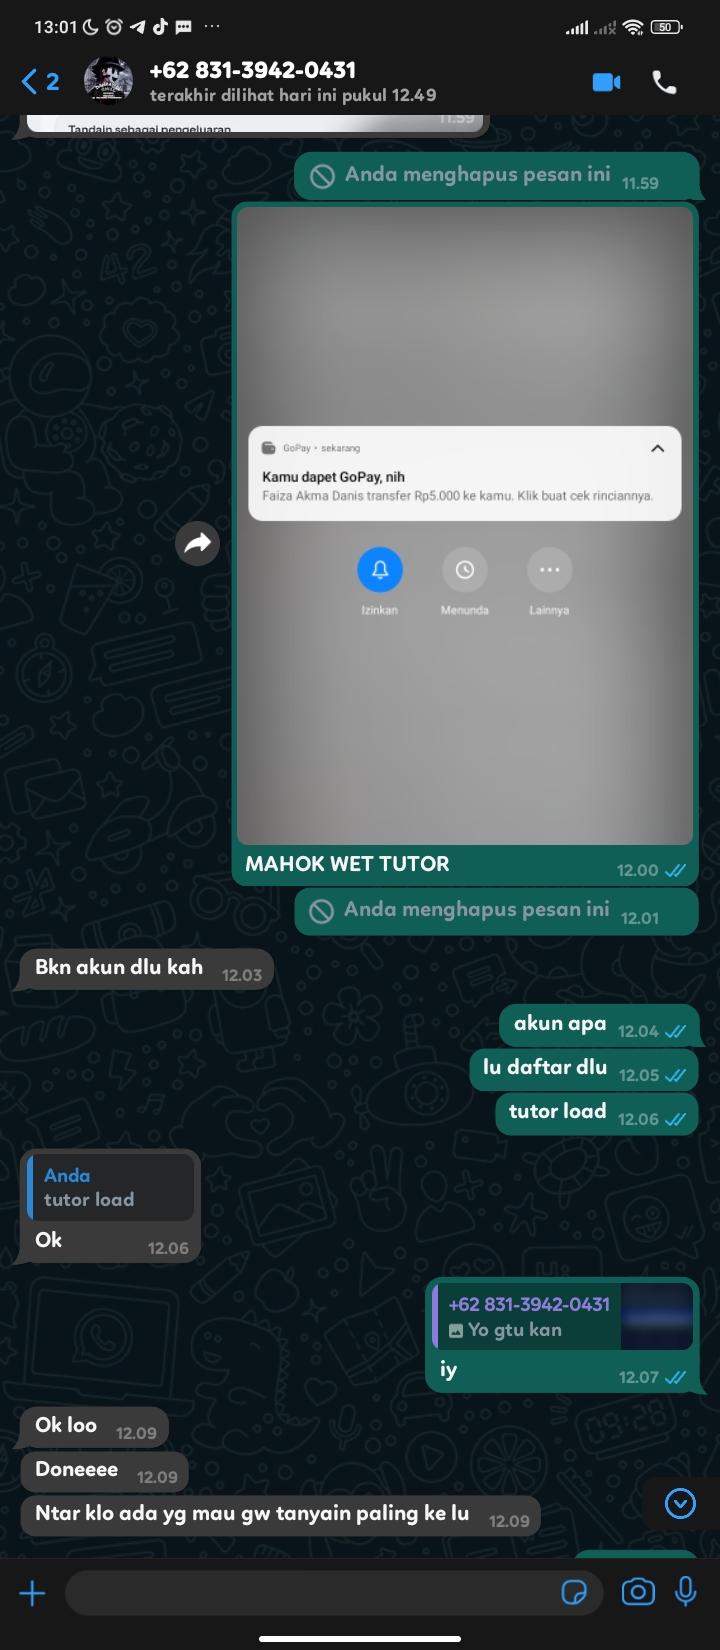 13:01
50
2
+62 831-3942-0431
terakhir dilihat hari ini pukul 12.49
Tandain sebagai pengeluaran
11.59
Anda menghapus pesan ini 11.59
GoPay • sekarang
Kamu dapet GoPay, nih
Faiza Akma Danis transfer Rp5.000 ke kamu. Klik buat cek rinciannya.
Izinkan Menunda Lainnya
MAHOK WET TUTOR 12.00
Anda menghapus pesan ini 12.01
Bkn akun dlu kah 12.03
akun apa 12.04
lu daftar dlu 12.05
tutor load 12.06
Anda
tutor load
Ok 12.06
+62 831-3942-0431
Yo gtu kan
iy 12.07
Ok loo 12.09
Doneeee 12.09
Ntar klo ada yg mau gw tanyain paling ke lu 12.09